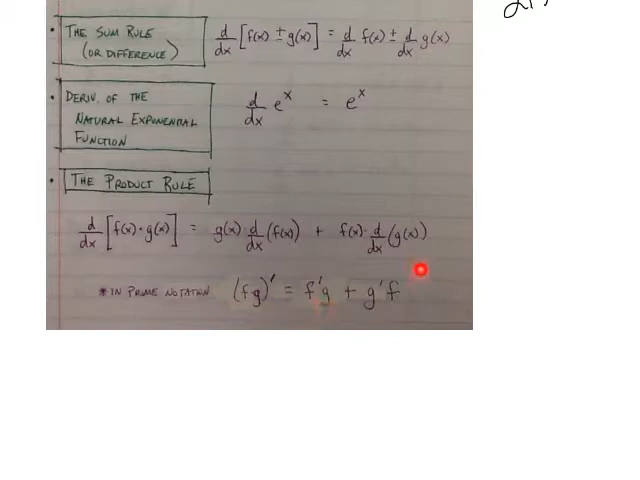 • THE SUM RULE (OR DIFFERENCE) d/dx [f(x) ± g(x)] = d/dx f(x) ± d/dx g(x)
• DERIV. OF THE NATURAL EXPONENTIAL FUNCTION d/dx e^x = e^x
• THE PRODUCT RULE
d/dx [f(x) · g(x)] = g(x) · d/dx (f(x)) + f(x) · d/dx (g(x))
* IN PRIME NOTATION (fg)' = f'g + g'f